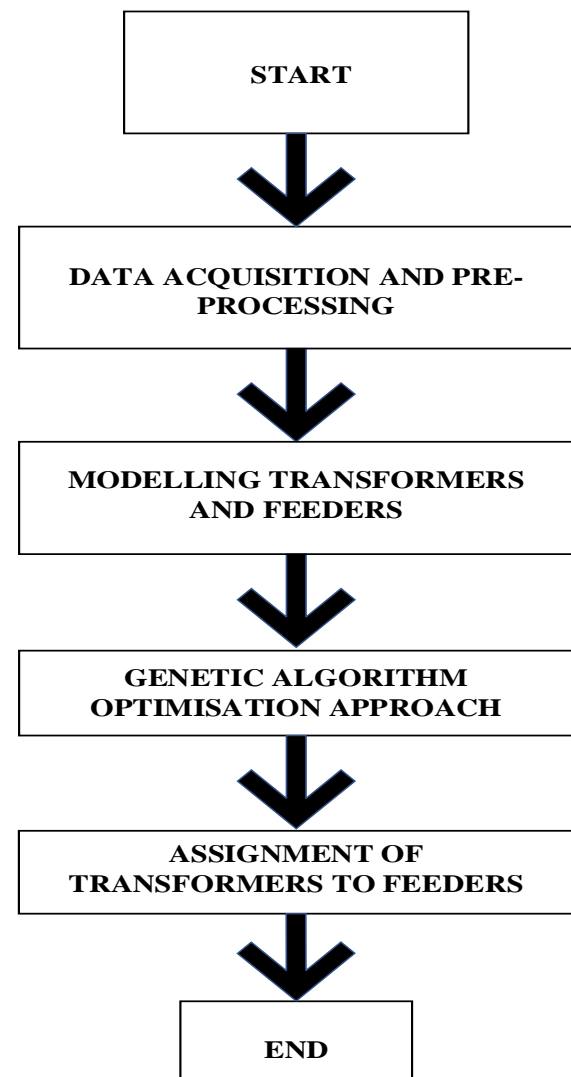 START
DATA ACQUISITION AND PRE-
PROCESSING
MODELLING TRANSFORMERS
AND FEEDERS
GENETIC ALGORITHM
OPTIMISATION APPROACH
ASSIGNMENT OF
TRANSFORMERS TO FEEDERS
END